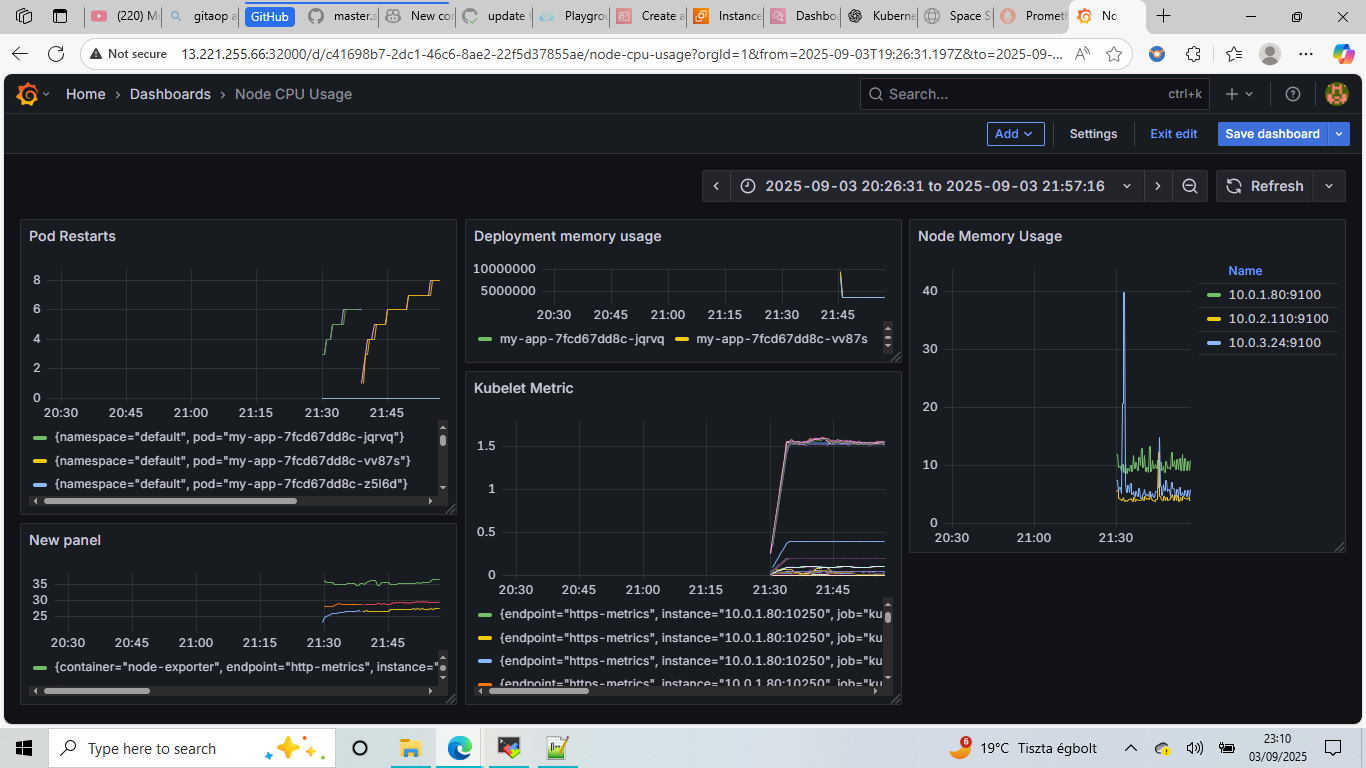 (220) M
gitaop a
GitHub
master.s
New cor
update
Playgrou
Create a
Instance
Dashbo
Kuberne
Space S
Prometh
No
Not secure
13.221.255.66:32000/d/c41698b7-2dc1-46c6-8ae2-22f5d37855ae/node-cpu-usage?orgId=1&from=2025-09-03T19:26:31.197Z&to=2025-09-...
Home › Dashboards › Node CPU Usage
Search...
ctrl+k
Add
Settings
Exit edit
Save dashboard
2025-09-03 20:26:31 to 2025-09-03 21:57:16
Refresh
Pod Restarts
8
6
4
2
0
20:30 20:45 21:00 21:15 21:30 21:45
{namespace="default", pod="my-app-7fcd67dd8c-jqrvq"}
{namespace="default", pod="my-app-7fcd67dd8c-vv87s"}
{namespace="default", pod="my-app-7fcd67dd8c-z5l6d"}
New panel
35
30
25
20:30 20:45 21:00 21:15 21:30 21:45
{container="node-exporter", endpoint="http-metrics", instance="
Deployment memory usage
10000000
5000000
20:30 20:45 21:00 21:15 21:30 21:45
my-app-7fcd67dd8c-jqrvq my-app-7fcd67dd8c-vv87s
Kubelet Metric
1.5
1
0.5
0
20:30 20:45 21:00 21:15 21:30 21:45
{endpoint="https-metrics", instance="10.0.1.80:10250", job="ku
{endpoint="https-metrics", instance="10.0.1.80:10250", job="ku
{endpoint="https-metrics", instance="10.0.1.80:10250", job="ku
{endpoint="https-metrics", instance="10.0.1.80:10250", job="ku
Node Memory Usage
40
30
20
10
0
20:30 21:00 21:30
Name
10.0.1.80:9100
10.0.2.110:9100
10.0.3.24:9100
Type here to search
6
19°C Tiszta égbolt
23:10
03/09/2025